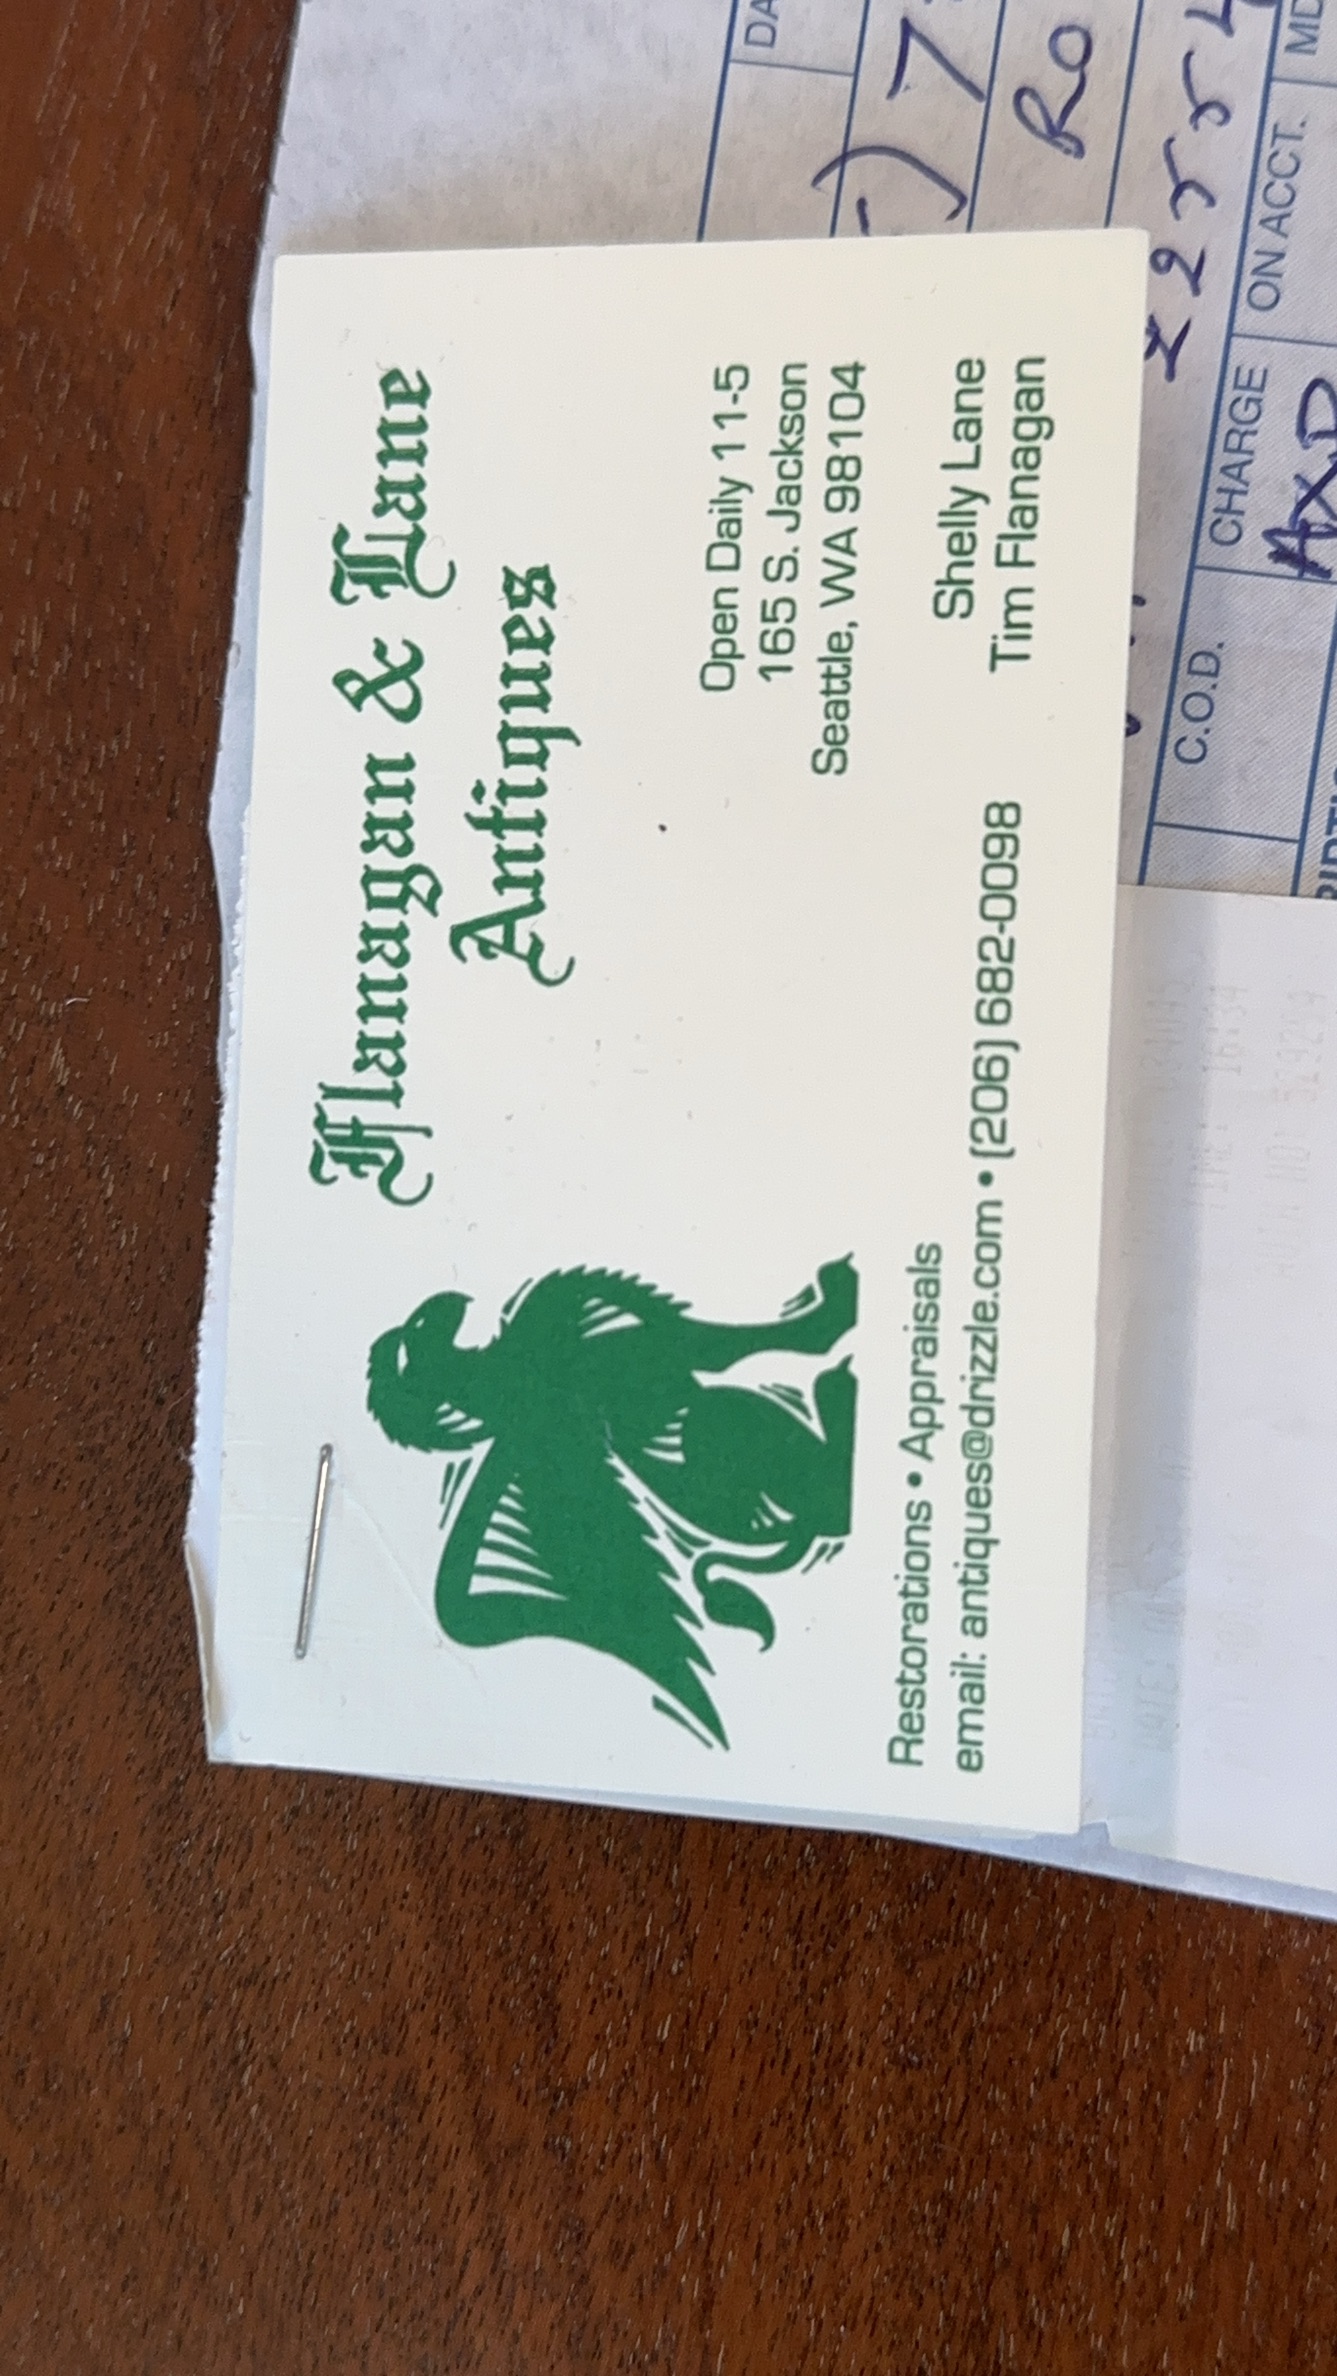 Flanagan & Lane
Antiques
Open Daily 11-5
165 S. Jackson
Seattle, WA 98104
Restorations • Appraisals
Shelly Lane
email: antiques@drizzle.com • (206) 682-0098
Tim Flanagan
C.O.D.
CHARGE
ON ACCT.